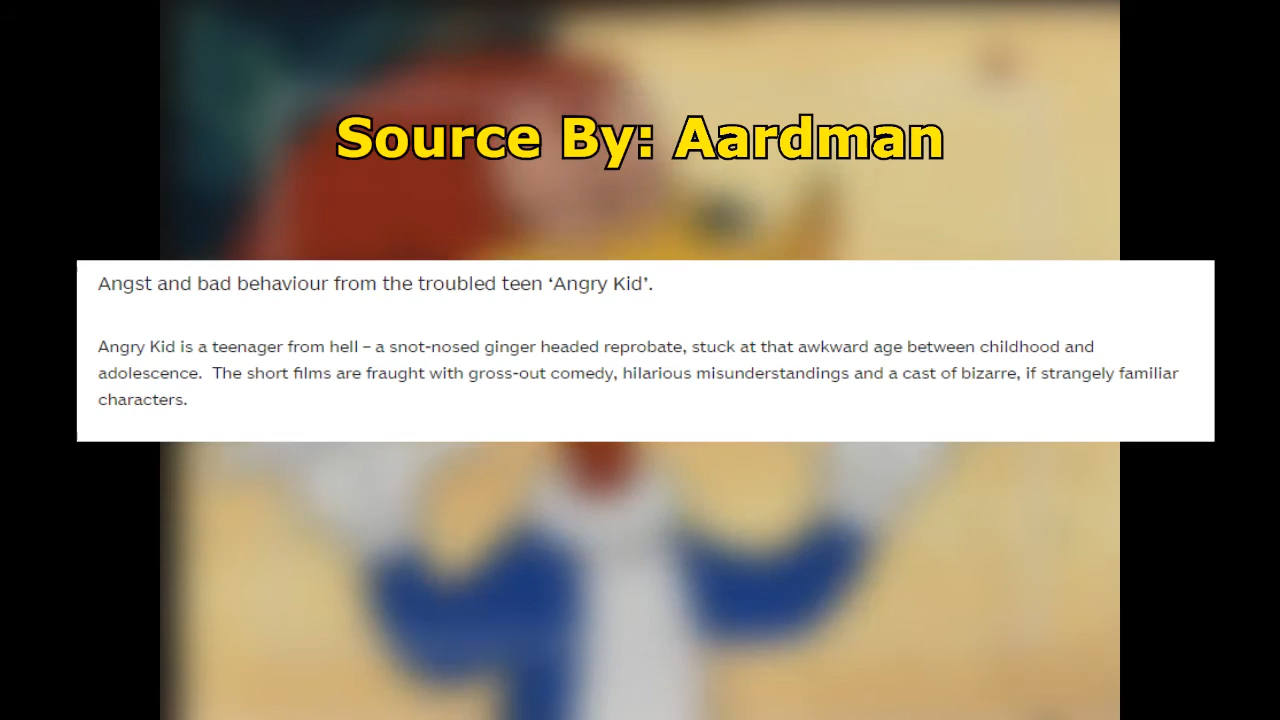 Source By: Aardman
Angst and bad behaviour from the troubled teen ‘Angry Kid’.
Angry Kid is a teenager from hell – a snot-nosed ginger headed reprobate, stuck at that awkward age between childhood and
adolescence.  The short films are fraught with gross-out comedy, hilarious misunderstandings and a cast of bizarre, if strangely familiar
characters.